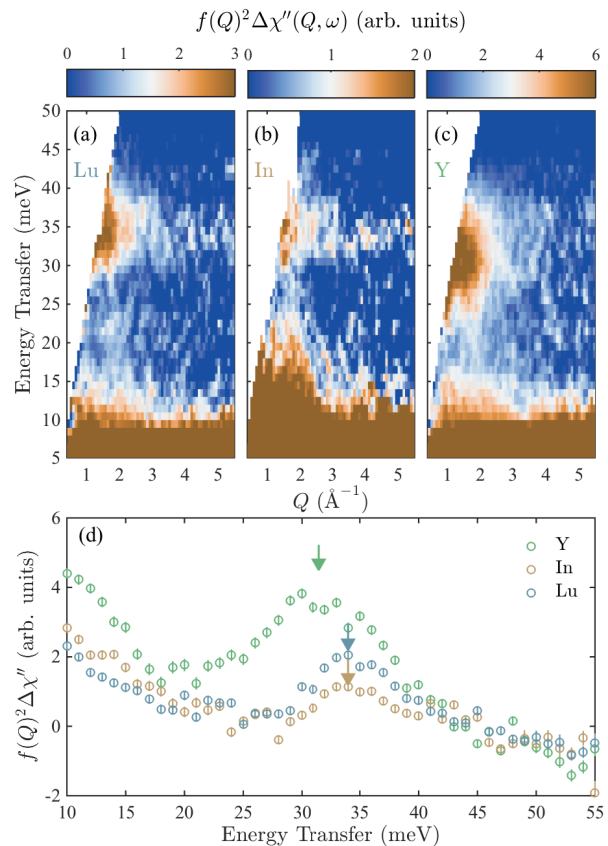 f(Q)²Δχ′′(Q, ω) (arb. units)
0 1 2 3
0 1 2
0 2 4 6
(a) (b) (c)
Lu In Y
50
45
40
35
30
25
20
15
10
5
Energy Transfer (meV)
1 2 3 4 5 1 2 3 4 5 1 2 3 4 5
Q (Å⁻¹)
(d)
Y
In
Lu
6
4
2
0
-2
f(Q)²Δχ′′ (arb. units)
10 15 20 25 30 35 40 45 50 55
Energy Transfer (meV)